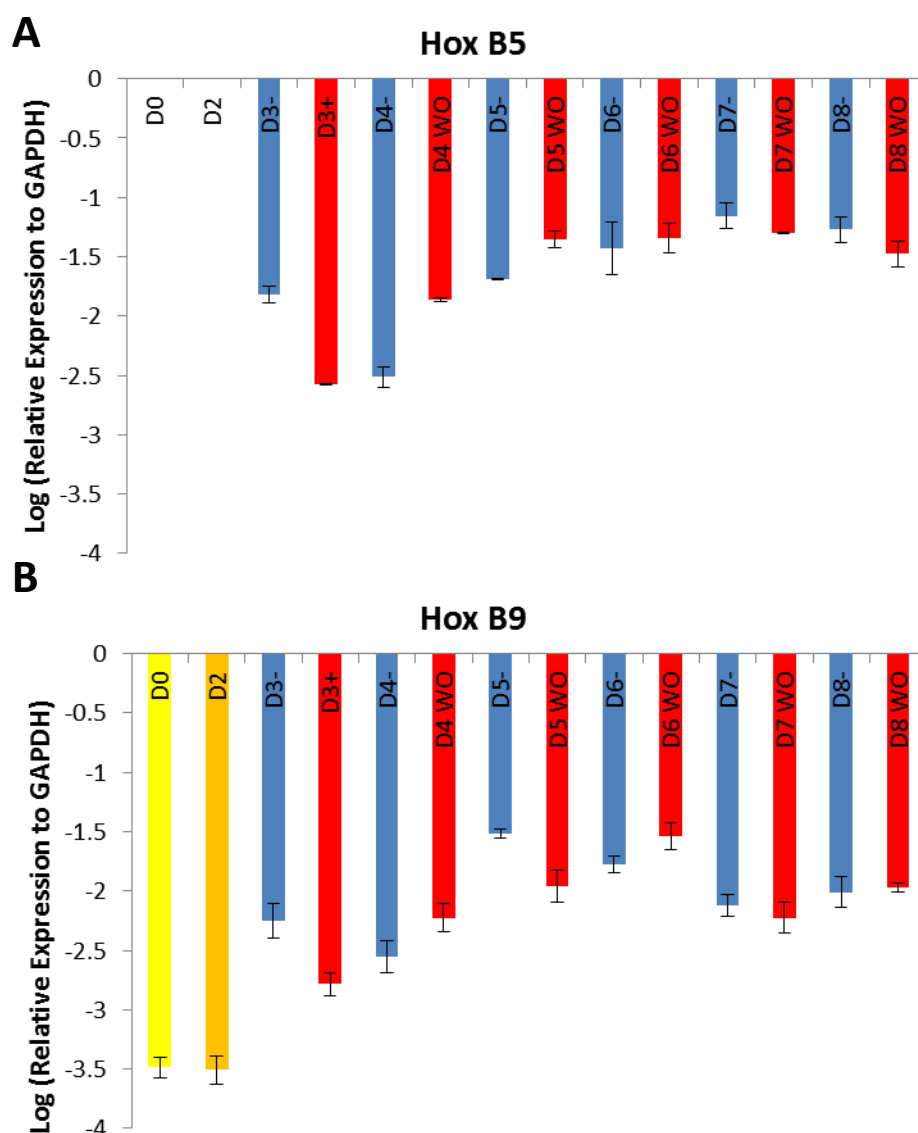 A
Hox B5
Log (Relative Expression to GAPDH)
0
-0.5
-1
-1.5
-2
-2.5
-3
-3.5
-4
D0
D2
D3-
D3+
D4-
D4 WO
D5-
D5 WO
D6-
D6 WO
D7-
D7 WO
D8-
D8 WO
B
Hox B9
Log (Relative Expression to GAPDH)
0
-0.5
-1
-1.5
-2
-2.5
-3
-3.5
-4
D0
D2
D3-
D3+
D4-
D4 WO
D5-
D5 WO
D6-
D6 WO
D7-
D7 WO
D8-
D8 WO